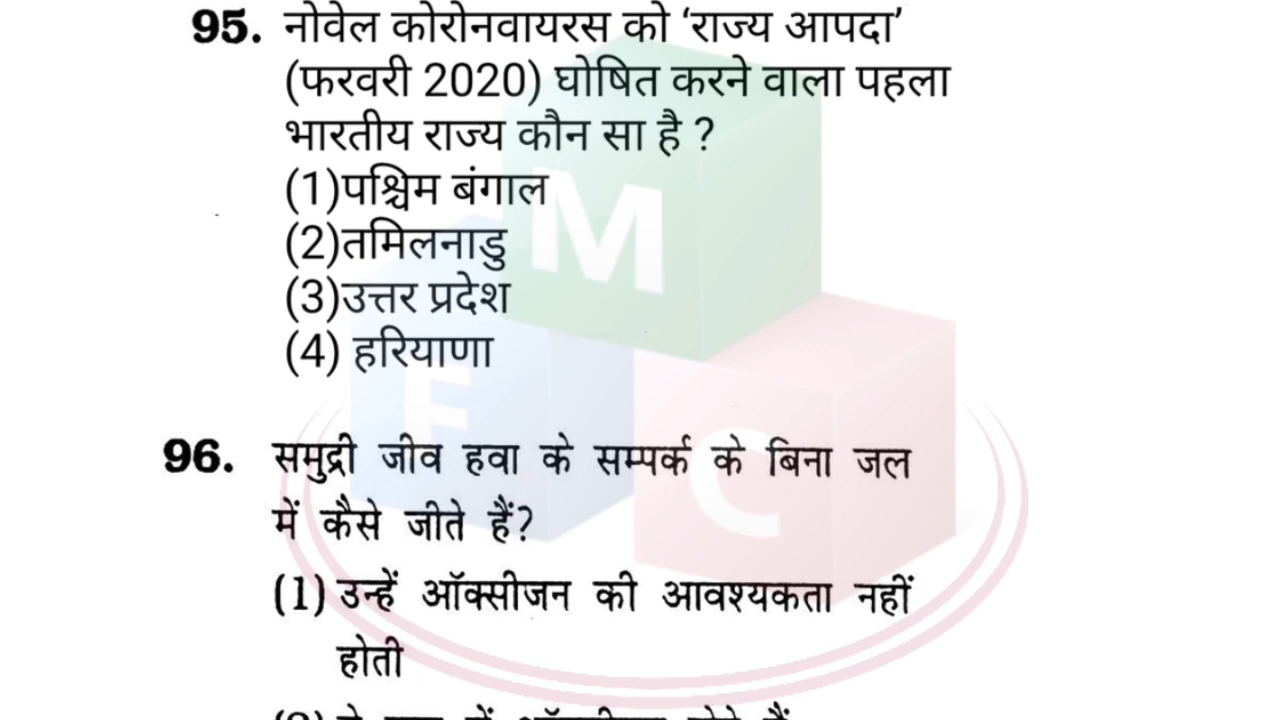 95. नोवेल कोरोनवायरस को ‘राज्य आपदा’
(फरवरी 2020) घोषित करने वाला पहला
भारतीय राज्य कौन सा है ?
(1)पश्चिम बंगाल
(2)तमिलनाडु
(3)उत्तर प्रदेश
(4) हरियाणा
M
F
C
96. समुद्री जीव हवा के सम्पर्क के बिना जल
में कैसे जीते हैं?
(1) उन्हें ऑक्सीजन की आवश्यकता नहीं
होती